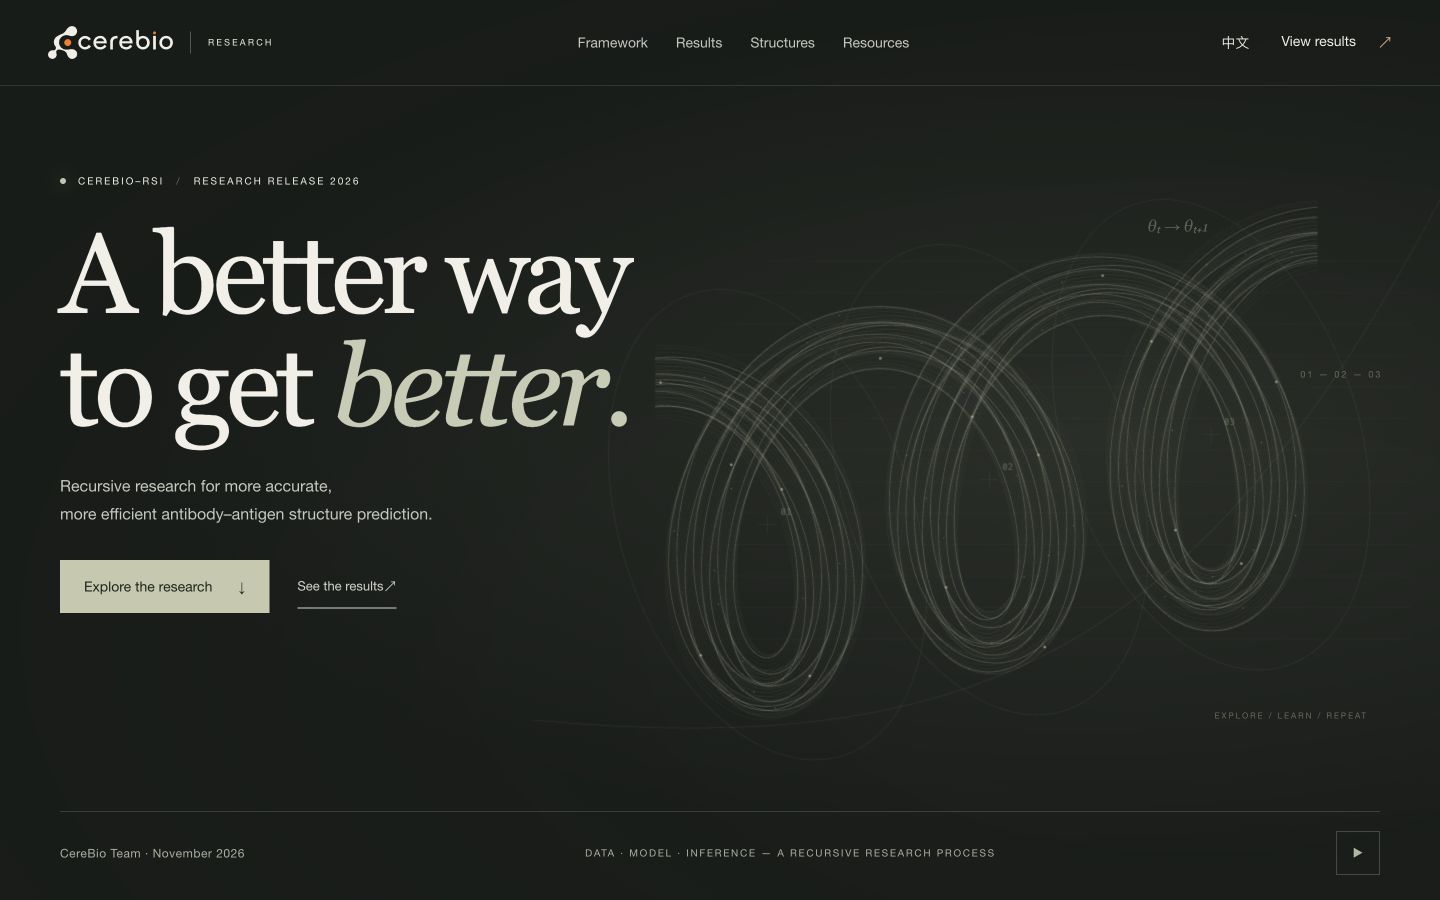 cerebio
RESEARCH
Framework
Results
Structures
Resources
中文
View results ↗
CEREBIO–RSI / RESEARCH RELEASE 2026
A better way
to get better.
Recursive research for more accurate,
more efficient antibody–antigen structure prediction.
Explore the research ↓
See the results↗
θt → θt+1
01 — 02 — 03
03
02
01
EXPLORE / LEARN / REPEAT
CereBio Team · November 2026
DATA · MODEL · INFERENCE — A RECURSIVE RESEARCH PROCESS